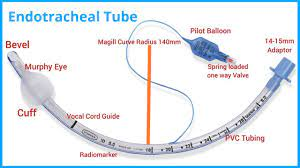 Endotracheal Tube
Pilot Balloon
Magill Curve Radius 140mm
14-15mm
Adaptor
Bevel
Murphy Eye
Spring loaded
one way Valve
Cuff
Vocal Cord Guide
PVC Tubing
Radiomarker